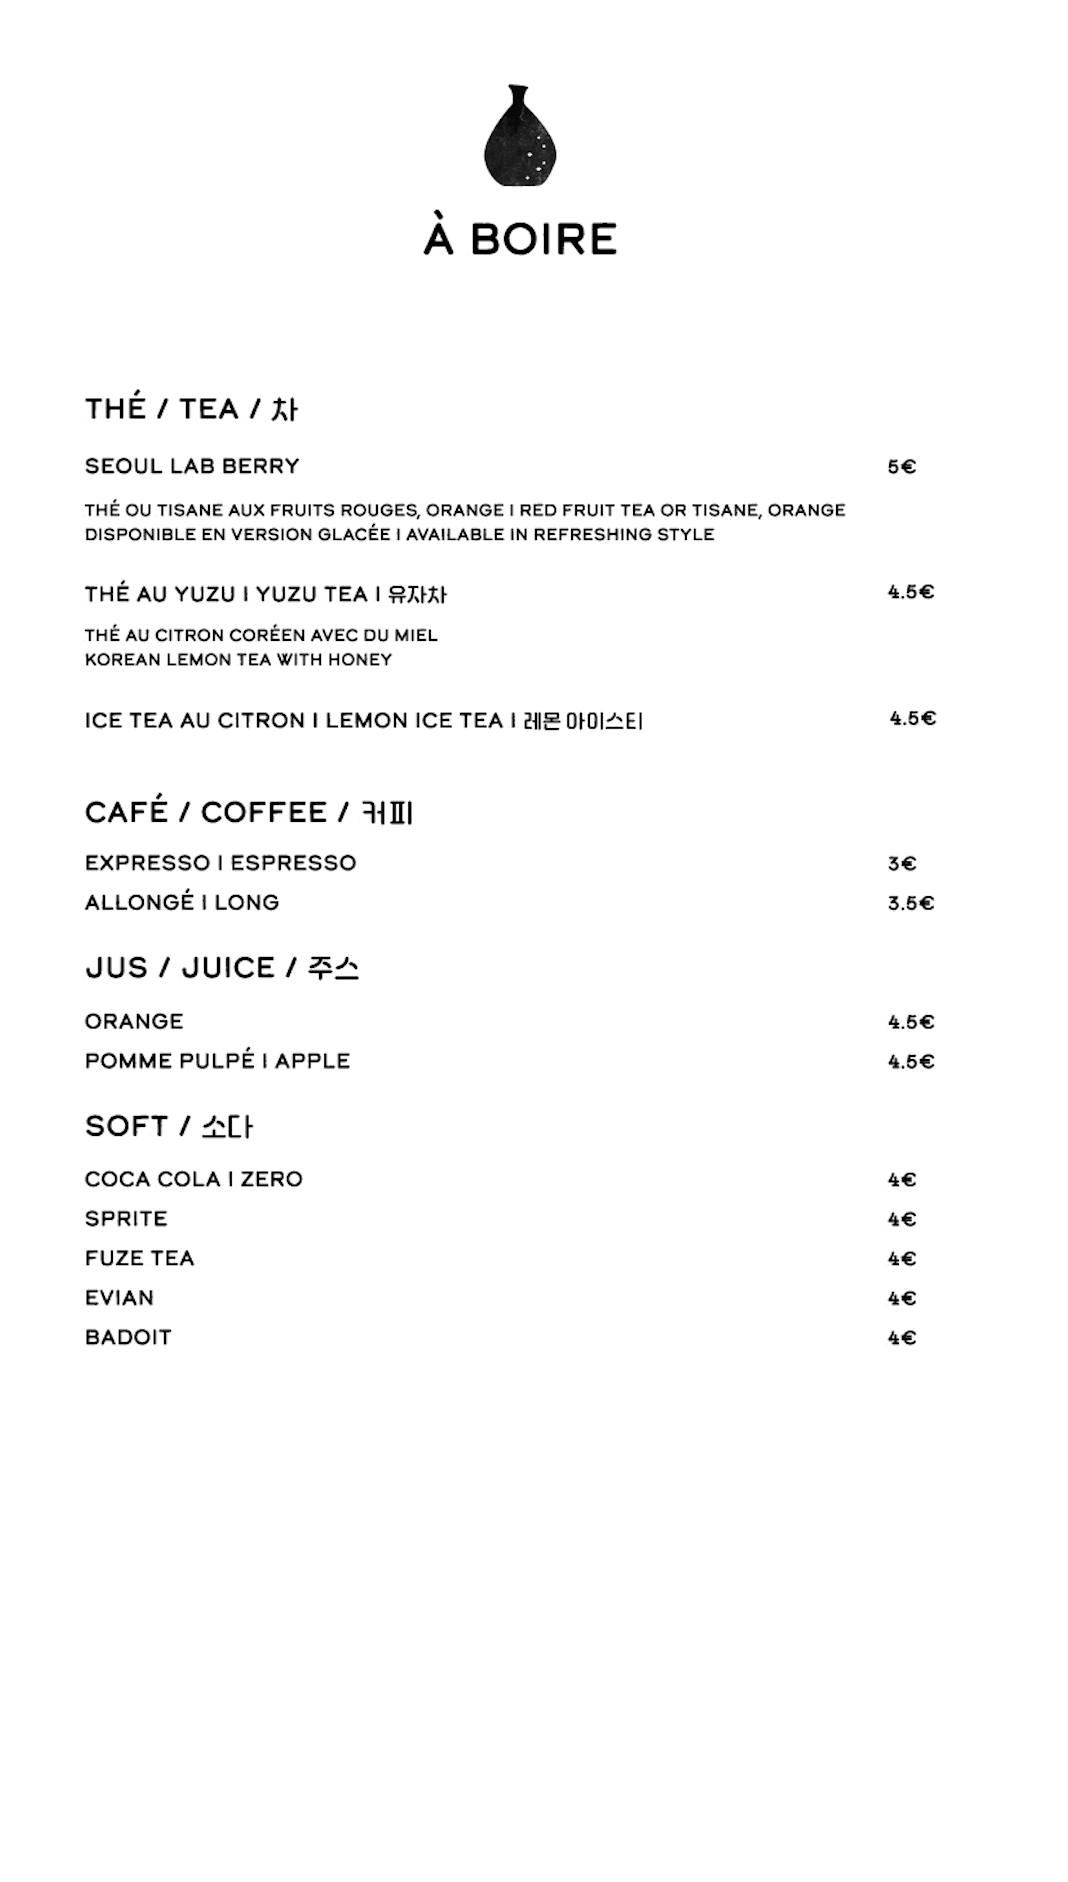 À BOIRE
THÉ / TEA / 차
SEOUL LAB BERRY 5€
THÉ OU TISANE AUX FRUITS ROUGES, ORANGE | RED FRUIT TEA OR TISANE, ORANGE
DISPONIBLE EN VERSION GLACÉE | AVAILABLE IN REFRESHING STYLE
THÉ AU YUZU | YUZU TEA | 유자차 4.5€
THÉ AU CITRON CORÉEN AVEC DU MIEL
KOREAN LEMON TEA WITH HONEY
ICE TEA AU CITRON | LEMON ICE TEA | 레몬 아이스티 4.5€
CAFÉ / COFFEE / 커피
EXPRESSO | ESPRESSO 3€
ALLONGÉ | LONG 3.5€
JUS / JUICE / 주스
ORANGE 4.5€
POMME PULPÉ | APPLE 4.5€
SOFT / 소다
COCA COLA | ZERO 4€
SPRITE 4€
FUZE TEA 4€
EVIAN 4€
BADOIT 4€